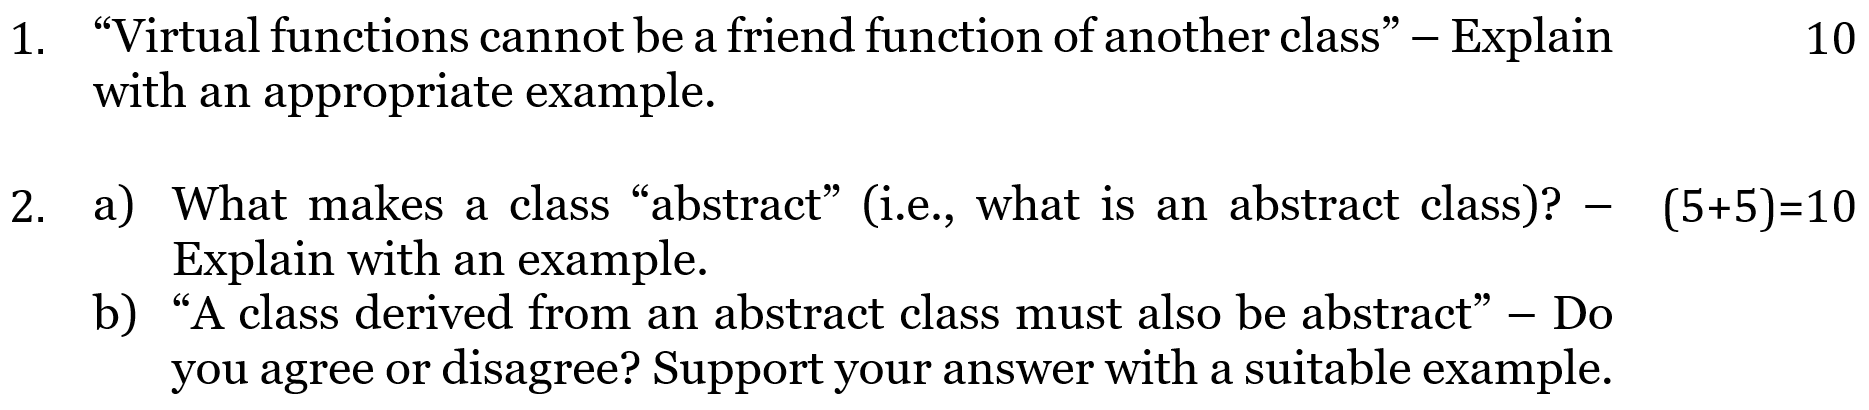 1. “Virtual functions cannot be a friend function of another class” – Explain 10
with an appropriate example.
2. a) What makes a class “abstract” (i.e., what is an abstract class)? – (5+5)=10
Explain with an example.
b) “A class derived from an abstract class must also be abstract” – Do
you agree or disagree? Support your answer with a suitable example.